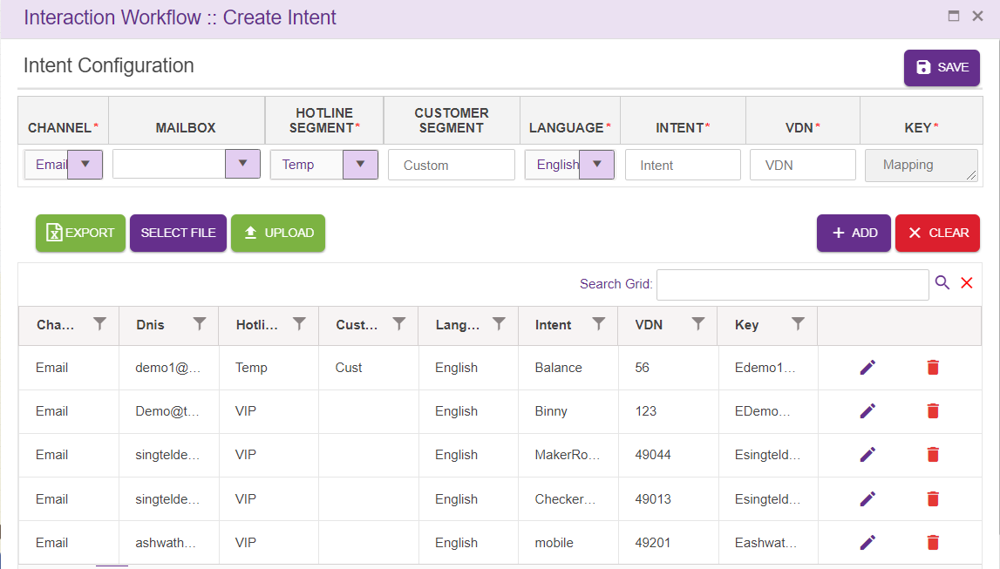 Interaction Workflow :: Create Intent
Intent Configuration
SAVE
CHANNEL* MAILBOX HOTLINE SEGMENT* CUSTOMER SEGMENT LANGUAGE* INTENT* VDN* KEY*
Email Temp Custom English Intent VDN Mapping
EXPORT SELECT FILE UPLOAD ADD CLEAR
Search Grid:
Cha... Dnis Hotli... Cust... Lang... Intent VDN Key
Email demo1@... Temp Cust English Balance 56 Edemo1...
Email Demo@t... VIP English Binny 123 EDemo...
Email singtelde... VIP English MakerRo... 49044 Esingteld...
Email singtelde... VIP English Checker... 49013 Esingteld...
Email ashwath... VIP English mobile 49201 Eashwat...